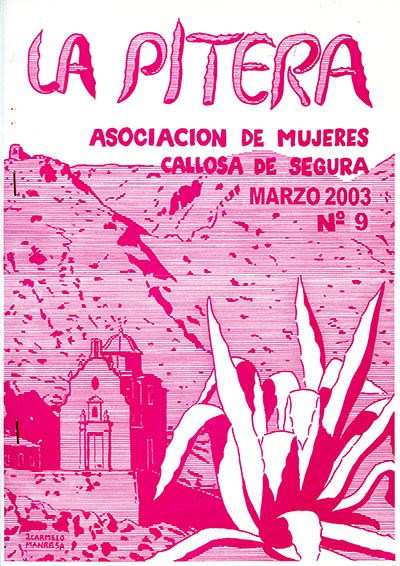 LA PITERA
ASOCIACION DE MUJERES
CALLOSA DE SEGURA
MARZO 2003
Nº 9
J.CARMELO
MANRESA